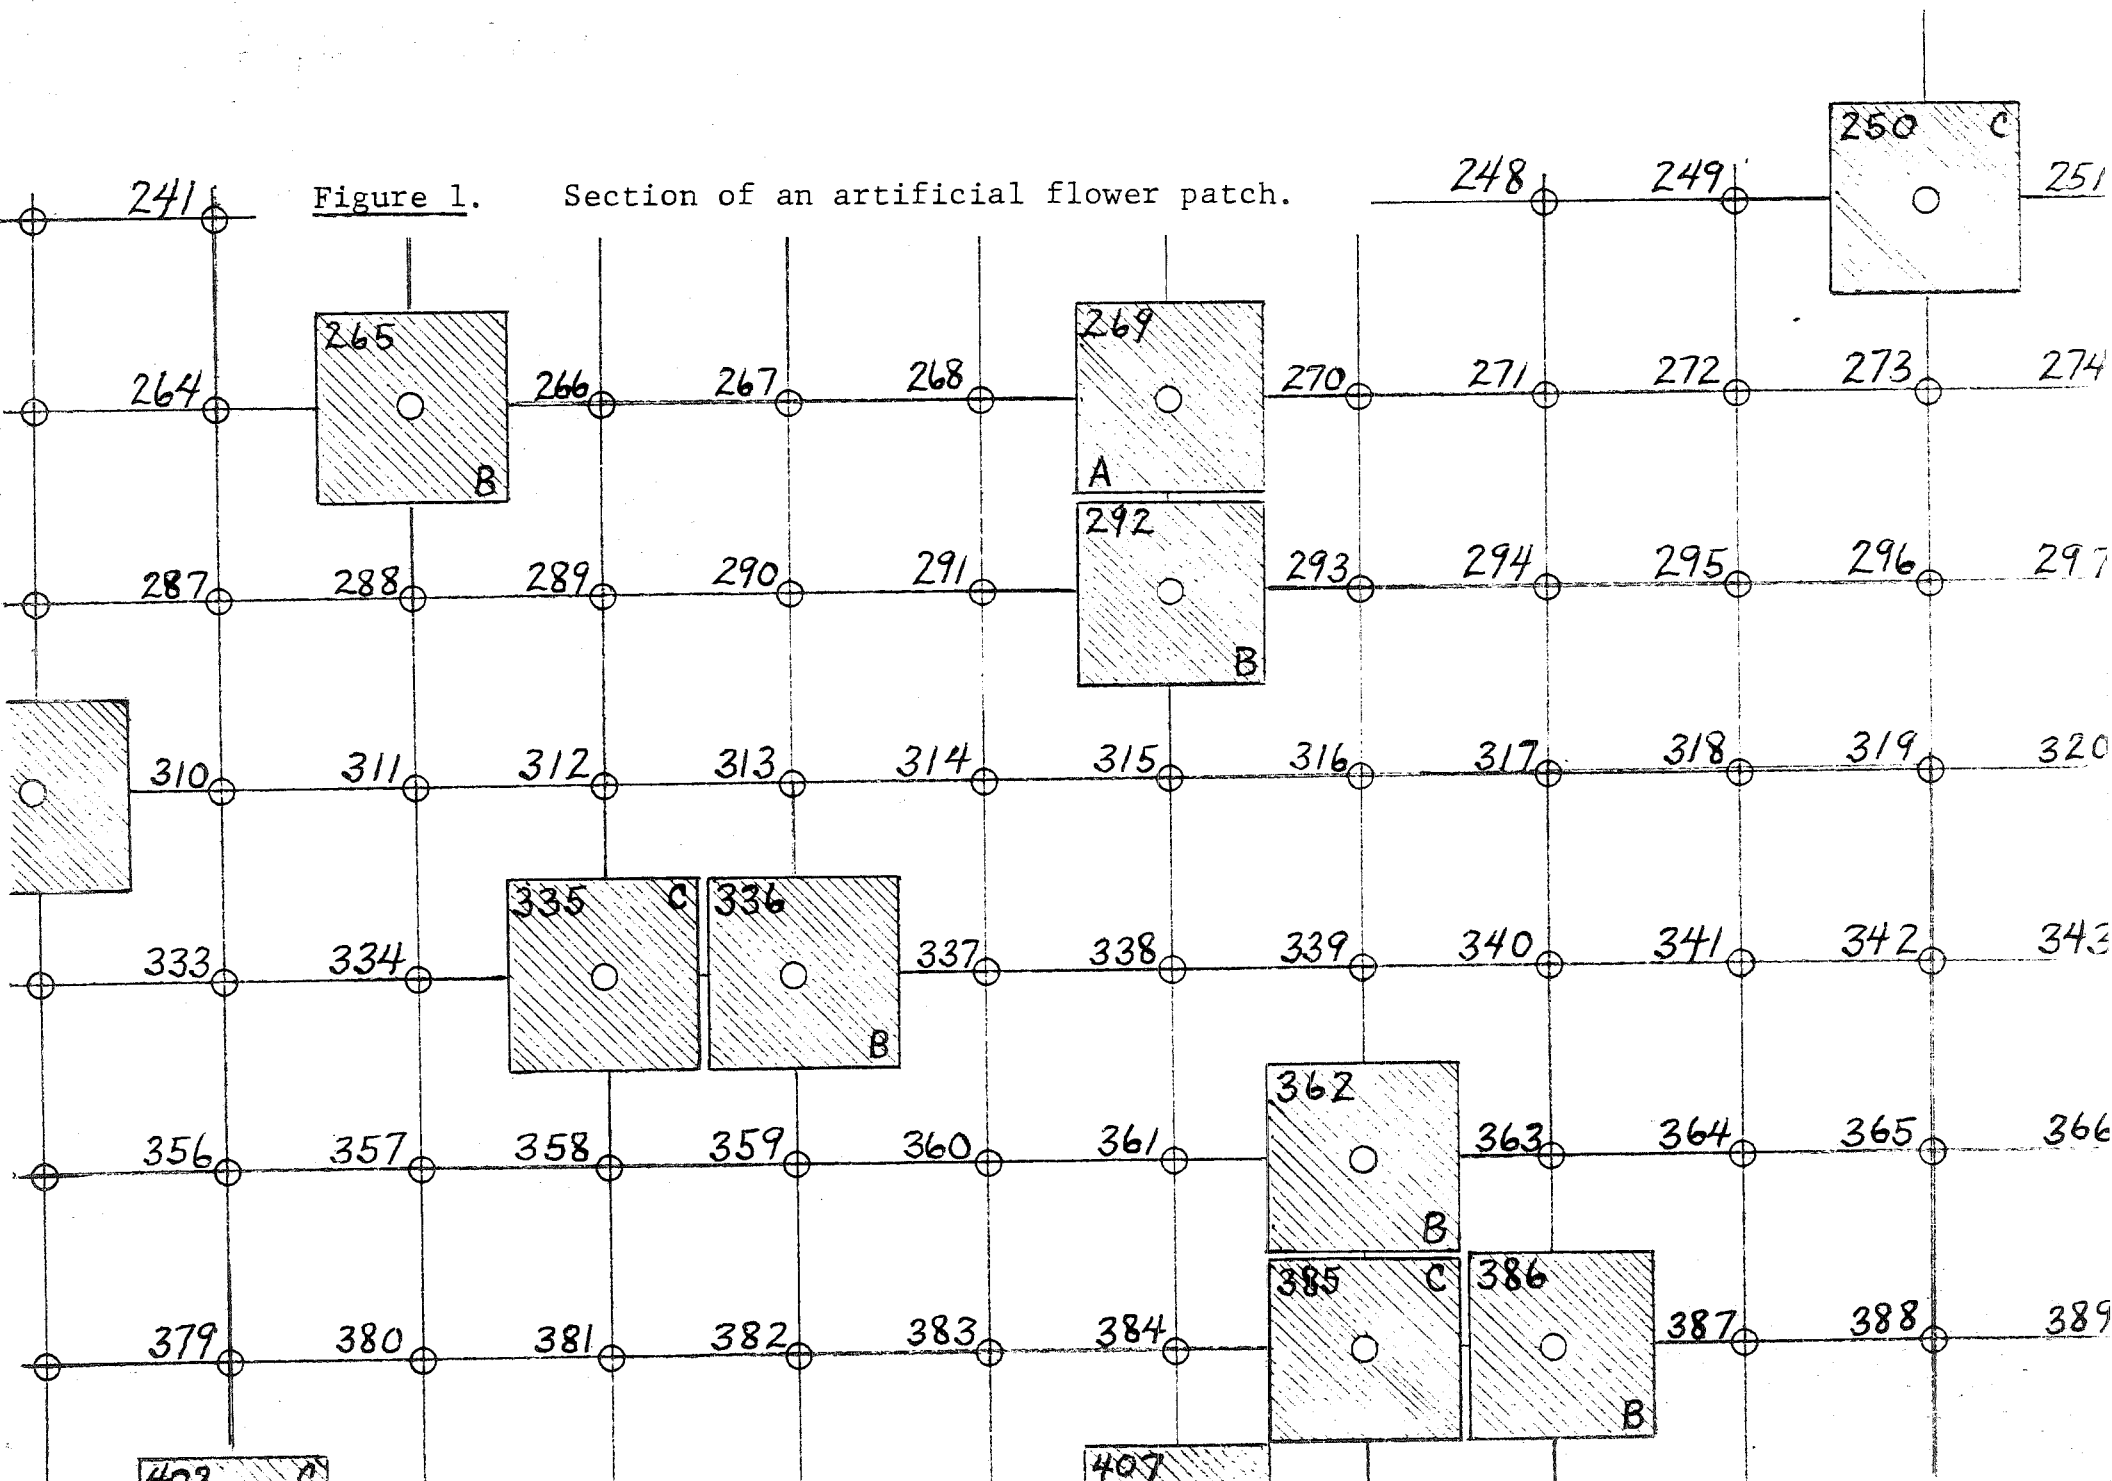 250 C
241 Figure 1. Section of an artificial flower patch. 248 249 251
265 269
264 266 267 268 270 271 272 273 274
B A
292
287 288 289 290 291 293 294 295 296 297
B
310 311 312 313 314 315 316 317 318 319 320
335 C 336
333 334 337 338 339 340 341 342 343
B
362
356 357 358 359 360 361 363 364 365 366
B
385 C 386
379 380 381 382 383 384 387 388 389
B
407